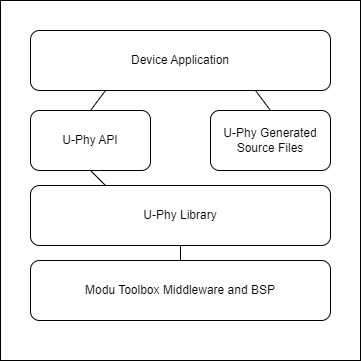 Device Application
U-Phy API
U-Phy Generated
Source Files
U-Phy Library
Modu Toolbox Middleware and BSP